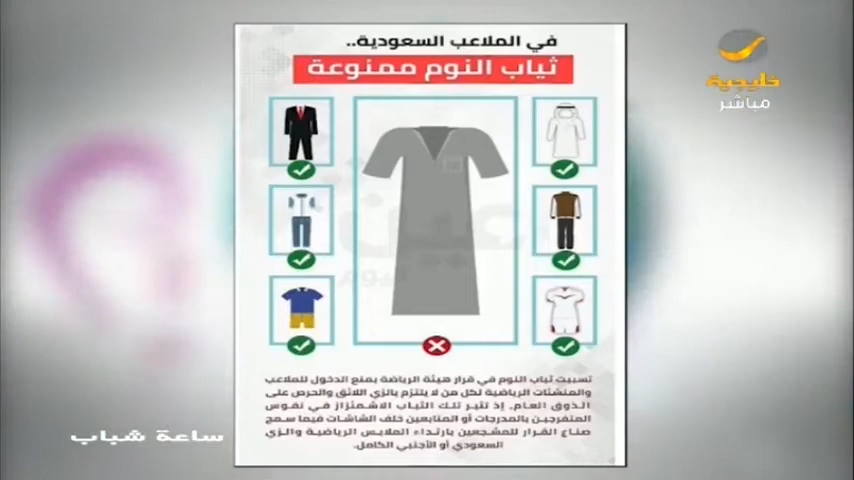 في الملاعب السعودية..
ثياب النوم ممنوعة
خليجية
مباشر
تسببت ثياب النوم في قرار هيئة الرياضة بمنع الدخول للملاعب
والمنشئات الرياضية لكل من لا يلتزم بالزي اللائق والحرص على
الذوق العام، إذ تثير تلك الثياب الاشمئزاز في نفوس
المتفرجين بالمدرجات أو المتابعين خلف الشاشات فيما سمح
صناع القرار للمشجعين بارتداء الملابس الرياضية والزي
السعودي أو الأجنبي الكامل.
ساعة شباب